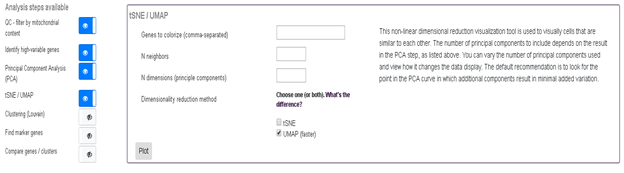 Analysis steps available
QC - filter by mitochondrial
content
Identify high-variable genes
Principal Component Analysis
(PCA)
tSNE / UMAP
Clustering (Louvain)
Find marker genes
Compare genes / clusters
tSNE / UMAP
Genes to colorize (comma-separated)
N neighbors
N dimensions (principle components)
Dimensionality reduction method
Choose one (or both). What's the
difference?
tSNE
UMAP (faster)
Plot
This non-linear dimensional reduction visualization tool is used to visually cells that are
similar to each other. The number of principal components to include depends on the result
in the PCA step, as listed above. You can vary the number of principal components used
and view how it changes the data display. The default recommendation is to look for the
point in the PCA curve in which additional components result in minimal added variation.